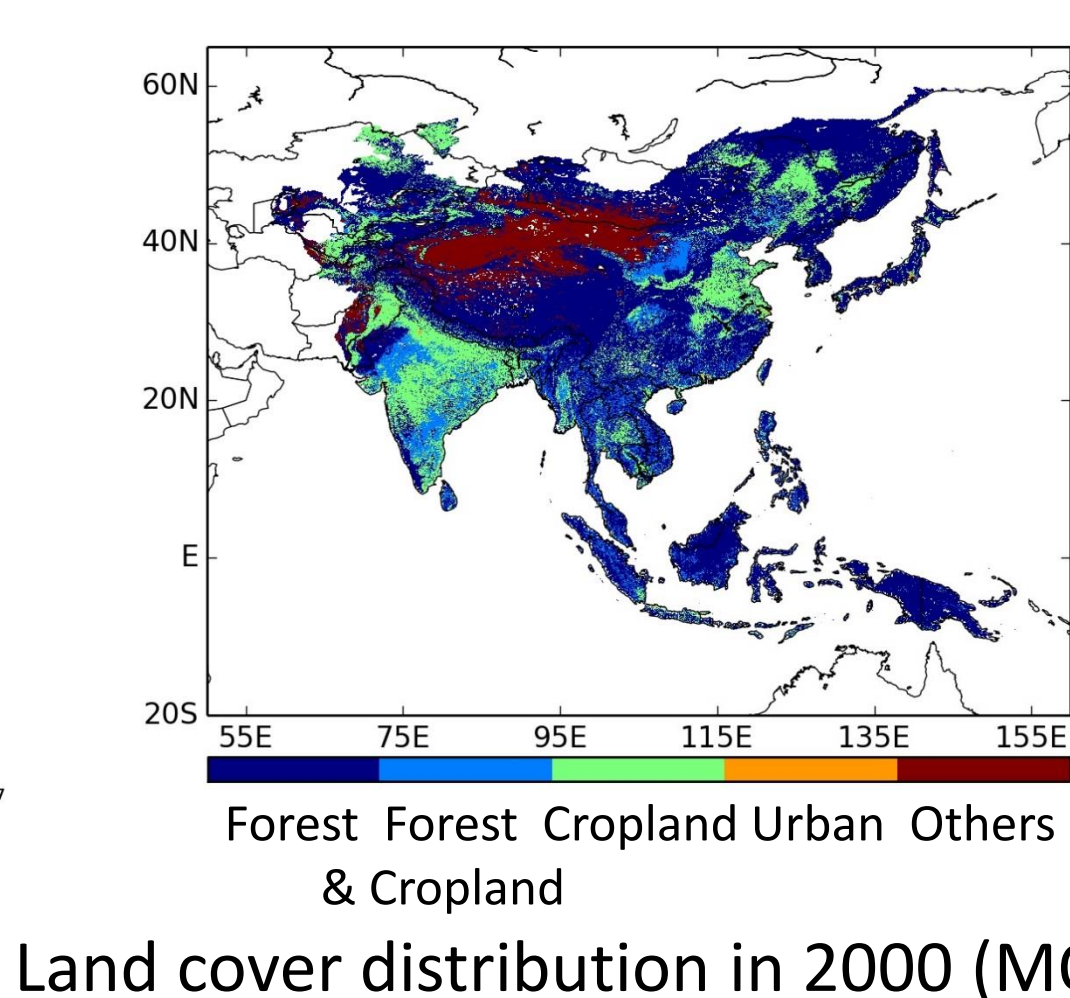 60N
40N
20N
E
20S
55E 75E 95E 115E 135E 155E
Forest Forest Cropland Urban Others
& Cropland
Land cover distribution in 2000